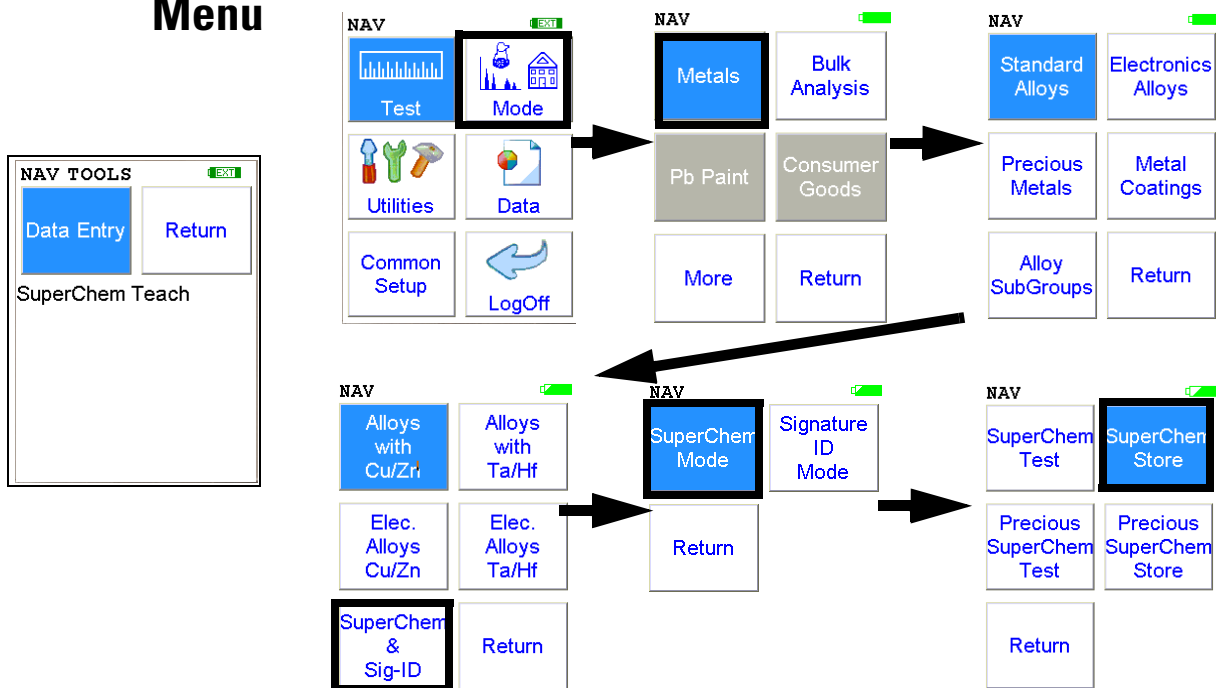 Menu
NAV TOOLS
EXT
Data Entry
Return
SuperChem Teach
NAV
EXT
Test
Mode
Utilities
Data
Common
Setup
LogOff
NAV
Metals
Bulk
Analysis
Pb Paint
Consumer
Goods
More
Return
NAV
Standard
Alloys
Electronics
Alloys
Precious
Metals
Metal
Coatings
Alloy
SubGroups
Return
NAV
Alloys
with
Cu/Zn
Alloys
with
Ta/Hf
Elec.
Alloys
Cu/Zn
Elec.
Alloys
Ta/Hf
SuperChem
&
Sig-ID
Return
NAV
SuperChem
Mode
Signature
ID
Mode
Return
NAV
SuperChem
Test
SuperChem
Store
Precious
SuperChem
Test
Precious
SuperChem
Store
Return